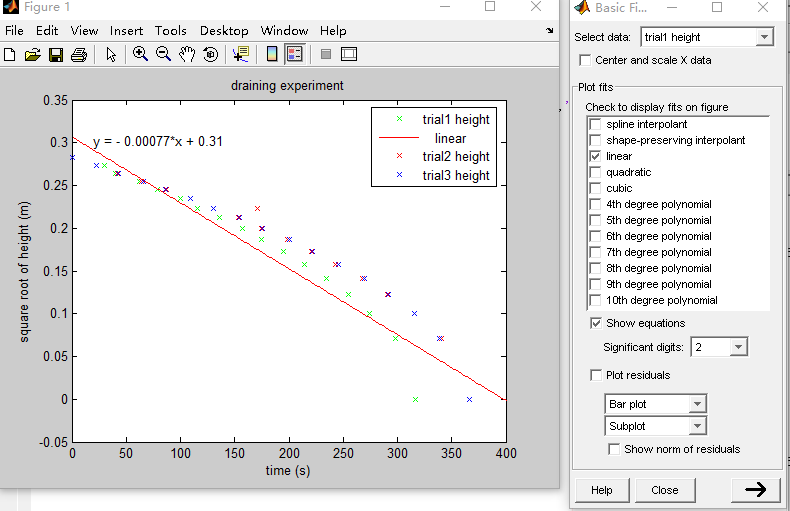 Figure 1
File Edit View Insert Tools Desktop Window Help
draining experiment
0.35
0.3
0.25
0.2
0.15
0.1
0.05
0
-0.05
square root of height (m)
y = - 0.00077*x + 0.31
trial1 height
linear
trial2 height
trial3 height
0 50 100 150 200 250 300 350 400
time (s)
Basic Fi...
Select data: trial1 height
Center and scale X data
Plot fits
Check to display fits on figure
spline interpolant
shape-preserving interpolant
linear
quadratic
cubic
4th degree polynomial
5th degree polynomial
6th degree polynomial
7th degree polynomial
8th degree polynomial
9th degree polynomial
10th degree polynomial
Show equations
Significant digits: 2
Plot residuals
Bar plot
Subplot
Show norm of residuals
Help Close